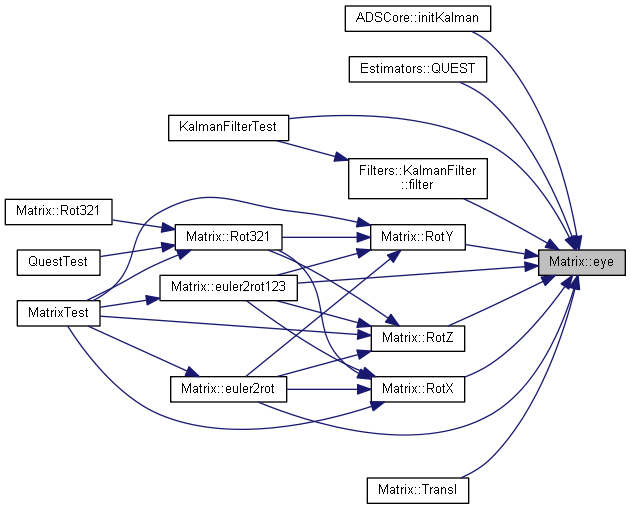 ADSCore::initKalman
Estimators::QUEST
KalmanFilterTest
Filters::KalmanFilter
::filter
Matrix::Rot321
Matrix::Rot321
Matrix::RotY
QuestTest
Matrix::eye
Matrix::euler2rot123
MatrixTest
Matrix::RotZ
Matrix::euler2rot
Matrix::RotX
Matrix::Transl